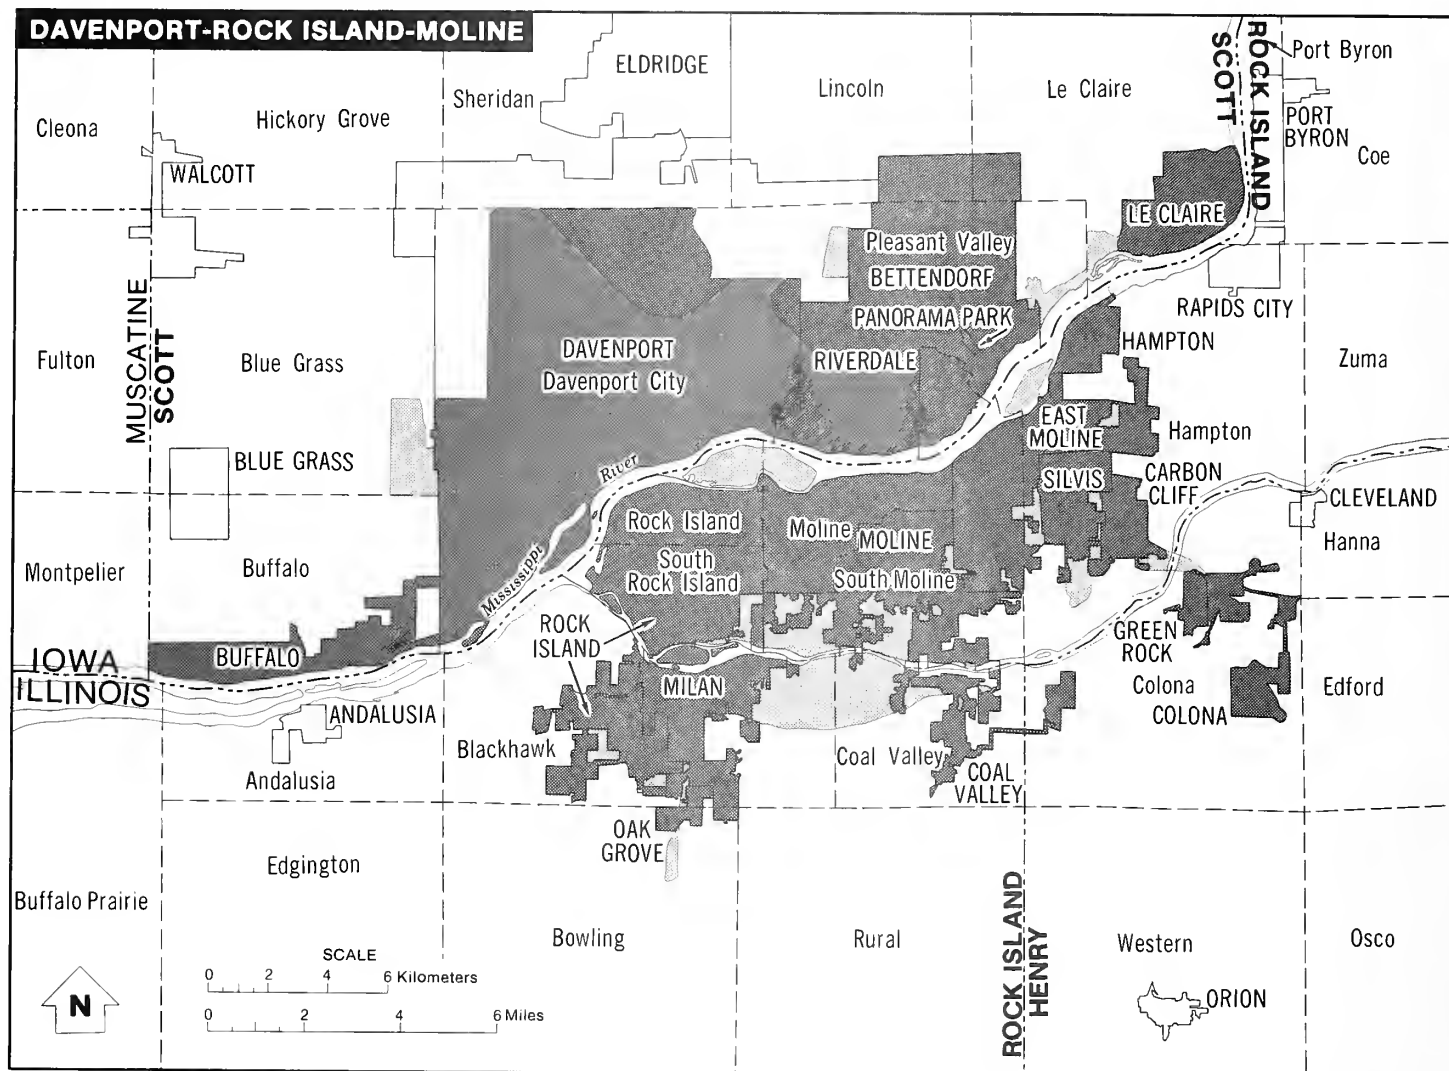 DAVENPORT-ROCK ISLAND-MOLINE
ELDRIDGE
Sheridan
Lincoln
Le Claire
SCOTT
ROCK ISLAND
Port Byron
PORT
BYRON
Coe
Cleona
Hickory Grove
WALCOTT
LE CLAIRE
Pleasant Valley
BETTENDORF
PANORAMA PARK
RAPIDS CITY
HAMPTON
Fulton
MUSCATINE
SCOTT
Blue Grass
DAVENPORT
Davenport City
RIVERDALE
Zuma
EAST
MOLINE
Hampton
BLUE GRASS
River
SILVIS
CARBON
CLIFF
CLEVELAND
Rock Island
Moline
MOLINE
Hanna
Montpelier
Buffalo
Mississippi
South
Rock Island
South Moline
ROCK
ISLAND
GREEN
ROCK
BUFFALO
IOWA
ILLINOIS
MILAN
Colona
COLONA
Edford
ANDALUSIA
Blackhawk
Coal Valley
COAL
VALLEY
Andalusia
OAK
GROVE
Edgington
Buffalo Prairie
Bowling
Rural
ROCK ISLAND
HENRY
Western
Osco
ORION
SCALE
0 2 4 6 Kilometers
0 2 4 6 Miles
N